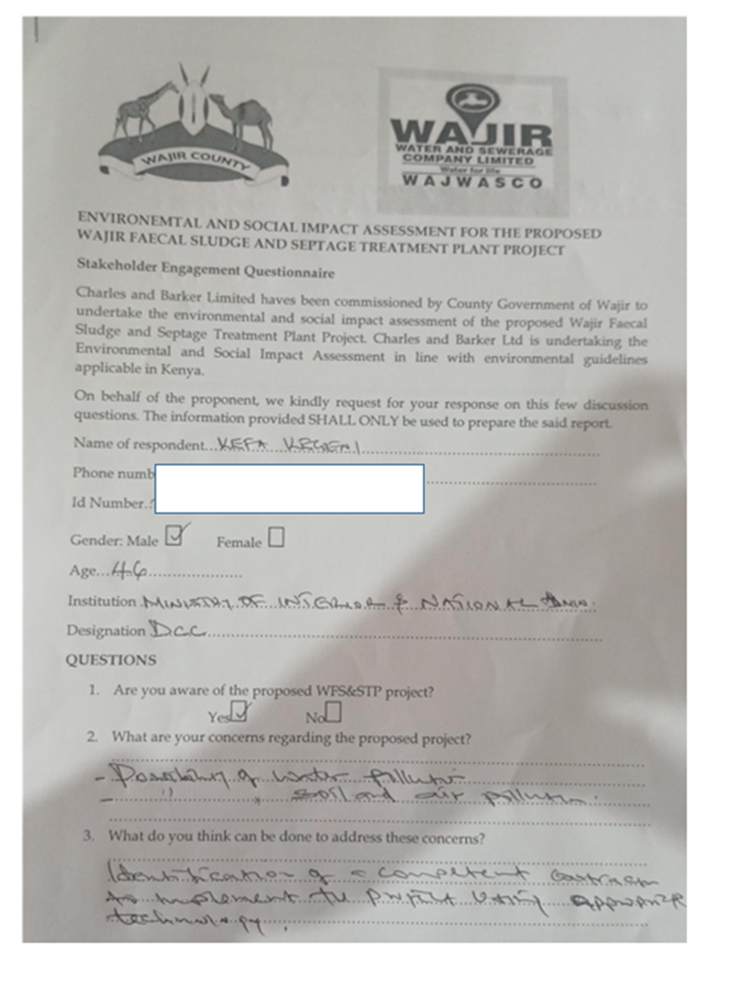 WAJIR COUNTY
WAJIR
WATER AND SEWERAGE
COMPANY LIMITED
Water for life
WAJWASCO
ENVIRONEMTAL AND SOCIAL IMPACT ASSESSMENT FOR THE PROPOSED
WAJIR FAECAL SLUDGE AND SEPTAGE TREATMENT PLANT PROJECT
Stakeholder Engagement Questionnaire
Charles and Barker Limited haves been commissioned by County Government of Wajir to
undertake the environmental and social impact assessment of the proposed Wajir Faecal
Sludge and Septage Treatment Plant Project. Charles and Barker Ltd is undertaking the
Environmental and Social Impact Assessment in line with environmental guidelines
applicable in Kenya.
On behalf of the proponent, we kindly request for your response on this few discussion
questions. The information provided SHALL ONLY be used to prepare the said report.
Name of respondent...KEFA
Phone numb
Id Number.
Gender: Male Female
Age...46
Institution MINISTRY OF INTERIOR & NATIONAL ADMIN.
Designation DCC
QUESTIONS
1. Are you aware of the proposed WFS&STP project?
Yes No
2. What are your concerns regarding the proposed project?
- Possibility of water pollution
- " " soil and air pollution.
3. What do you think can be done to address these concerns?
Identification of a competent contractor
to implement the project using appropriate
technology.